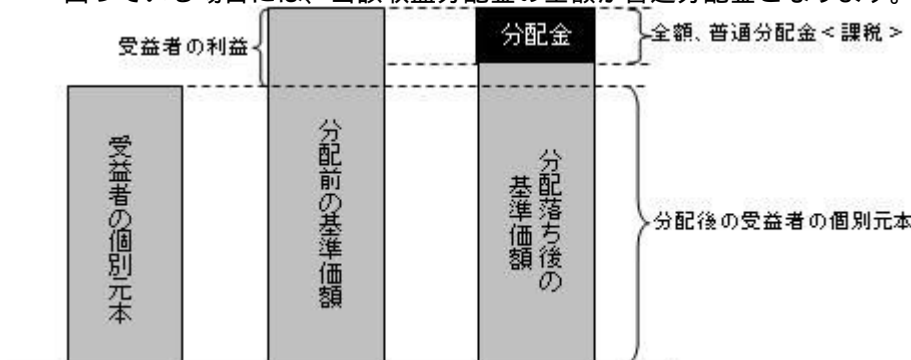 回っている場合には、当該収益分配金の全額が普通分配金となります。
受益者の利益
分配金
全額、普通分配金＜課税＞
受益者の個別元本
分配前の基準価額
分配落ち後の
基準価額
分配後の受益者の個別元本